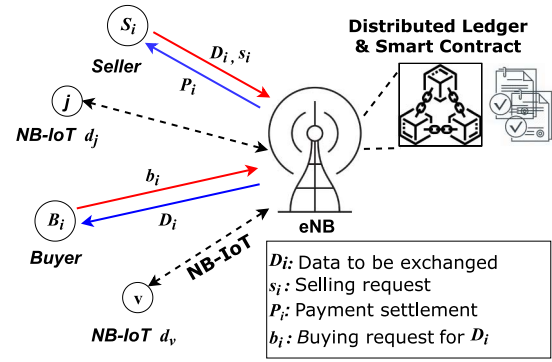 S_i
Seller
D_i , s_i
P_i
Distributed Ledger
& Smart Contract
j
NB-IoT d_j
b_i
D_i
B_i
Buyer
NB-IoT
eNB
v
NB-IoT d_v
D_i: Data to be exchanged
s_i: Selling request
P_i: Payment settlement
b_i: Buying request for D_i